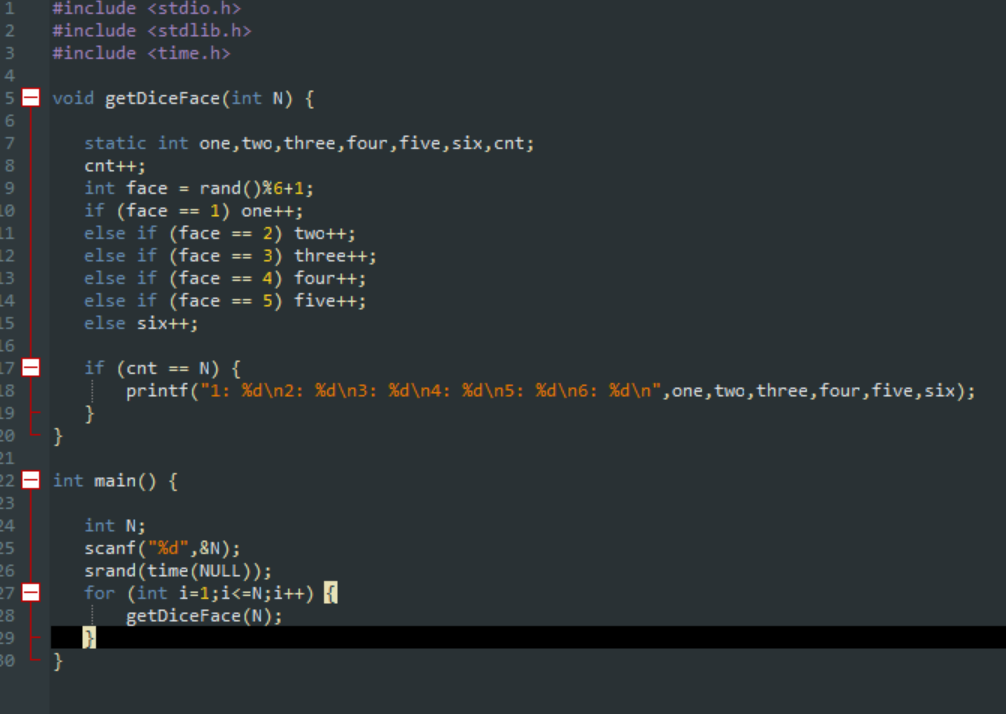 1 #include <stdio.h>
2 #include <stdlib.h>
3 #include <time.h>
4
5 void getDiceFace(int N) {
6
7 static int one,two,three,four,five,six,cnt;
8 cnt++;
9 int face = rand()%6+1;
10 if (face == 1) one++;
11 else if (face == 2) two++;
12 else if (face == 3) three++;
13 else if (face == 4) four++;
14 else if (face == 5) five++;
15 else six++;
16
17 if (cnt == N) {
18 printf("1: %d\n2: %d\n3: %d\n4: %d\n5: %d\n6: %d\n",one,two,three,four,five,six);
19 }
20 }
21
22 int main() {
23
24 int N;
25 scanf("%d",&N);
26 srand(time(NULL));
27 for (int i=1;i<=N;i++) {
28 getDiceFace(N);
29 }
30 }